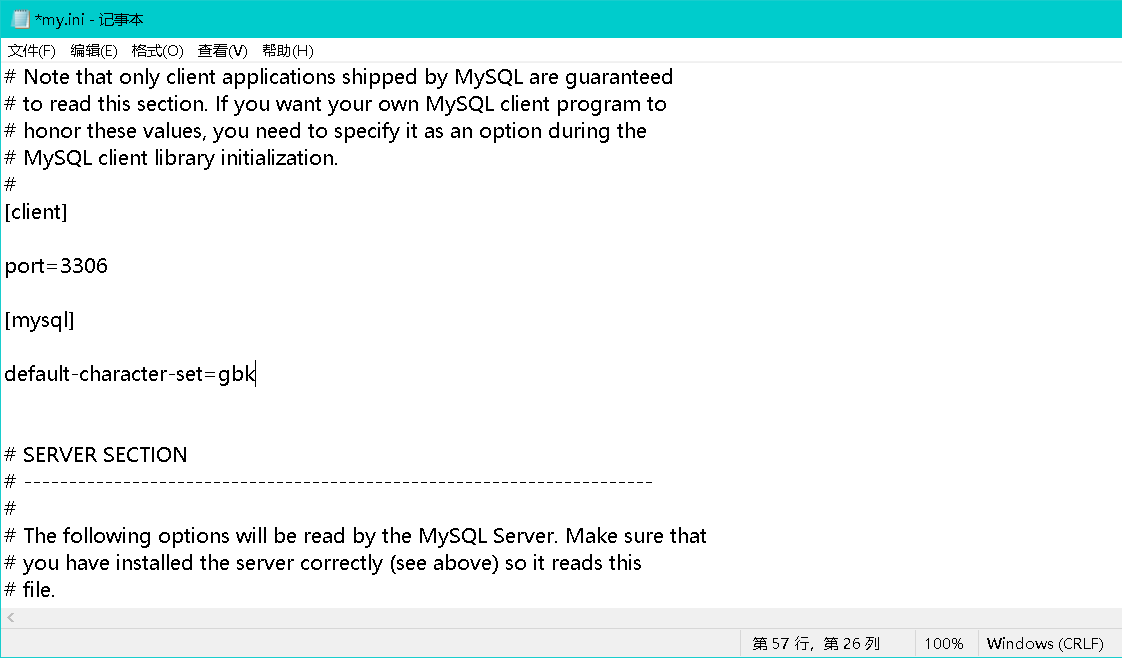 *my.ini - 记事本
文件(F) 编辑(E) 格式(O) 查看(V) 帮助(H)
# Note that only client applications shipped by MySQL are guaranteed
# to read this section. If you want your own MySQL client program to
# honor these values, you need to specify it as an option during the
# MySQL client library initialization.
#
[client]
port=3306
[mysql]
default-character-set=gbk
# SERVER SECTION
# ----------------------------------------------------------------------
#
# The following options will be read by the MySQL Server. Make sure that
# you have installed the server correctly (see above) so it reads this
# file.
第 57 行，第 26 列 100% Windows (CRLF)